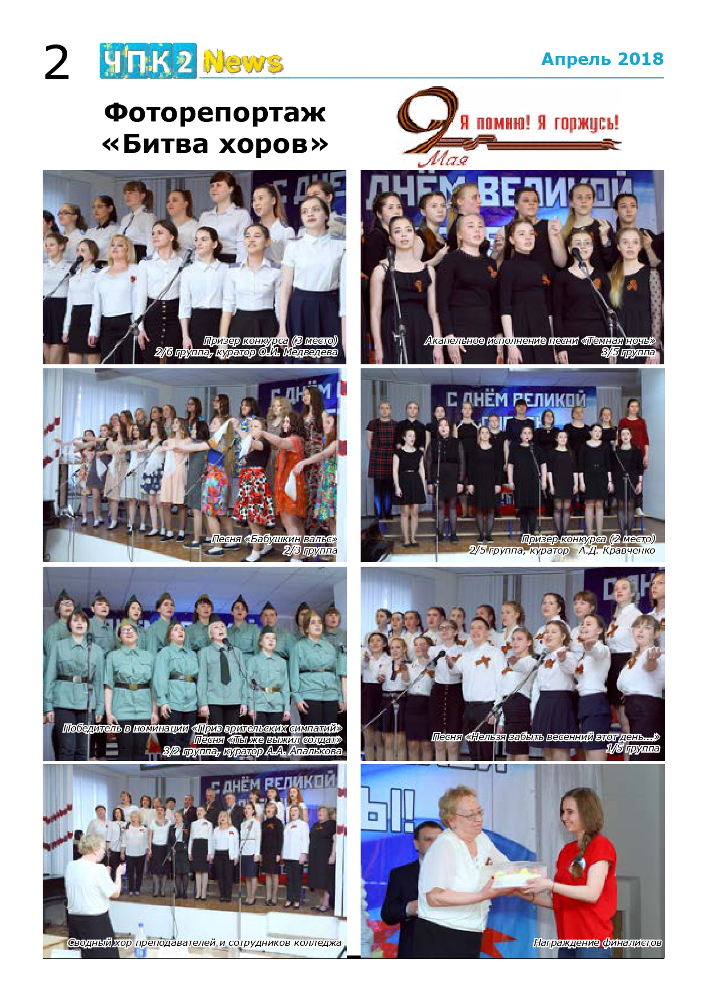 2
ЧПК 2 News
Апрель 2018
Фоторепортаж
«Битва хоров»
9 Мая
Я помню! Я горжусь!
С ДНЕ
ДНЁМ ВЕЛИКОЙ
Призер конкурса (3 место)
2/6 группа, куратор О.И. Медведева
Акапельное исполнение песни «Темная ночь»
3/5 группа
С ДНЁМ
С ДНЁМ ВЕЛИКОЙ
Песня «Бабушкин вальс»
2/3 группа
Призер конкурса (2 место)
2/5 группа, куратор А.Д. Кравченко
С ДН
Победитель в номинации «Приз зрительских симпатий»
Песня «Ты же выжил солдат»
3/2 группа, куратор А.А. Апалькова
Песня «Нельзя забыть весенний этот день...»
1/5 группа
С ДНЁМ ВЕЛИКОЙ
Ы!
Сводный хор преподавателей и сотрудников колледжа
Награждение финалистов